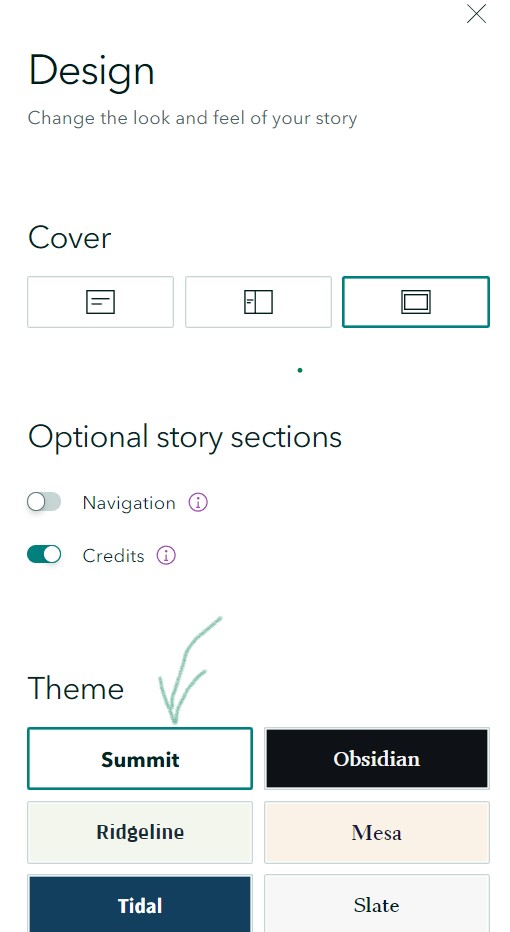 Design
Change the look and feel of your story
Cover
Optional story sections
Navigation
Credits
Theme
Summit
Obsidian
Ridgeline
Mesa
Tidal
Slate